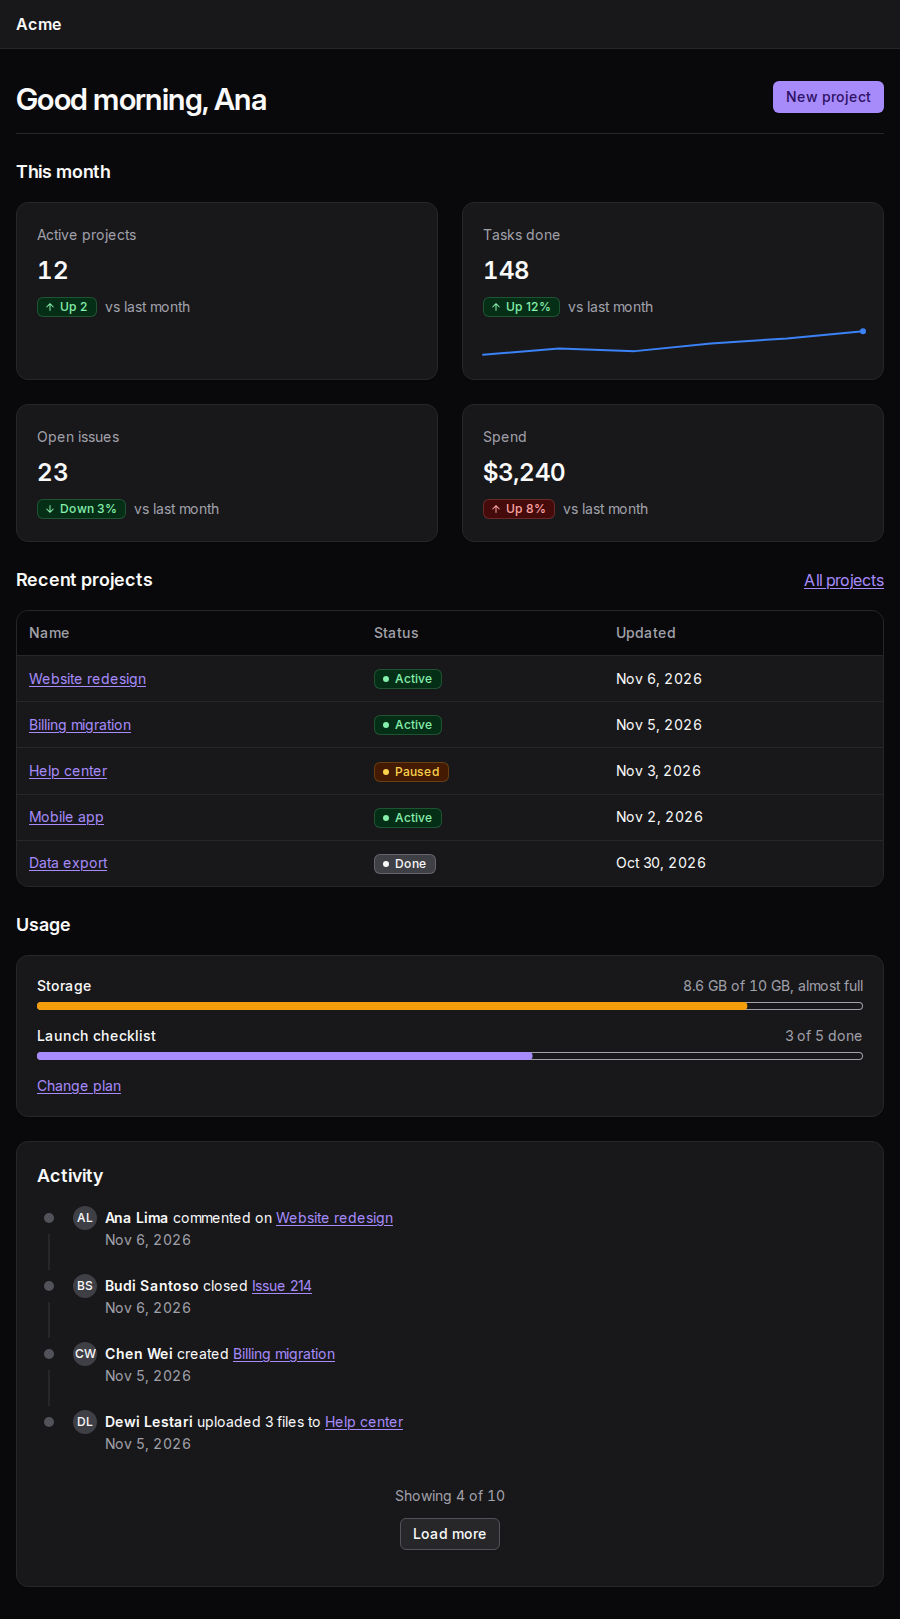 Acme
Good morning, Ana
New project
This month
Active projects
12
↑ Up 2 vs last month
Tasks done
148
↑ Up 12% vs last month
Open issues
23
↓ Down 3% vs last month
Spend
$3,240
↑ Up 8% vs last month
Recent projects
All projects
Name Status Updated
Website redesign Active Nov 6, 2026
Billing migration Active Nov 5, 2026
Help center Paused Nov 3, 2026
Mobile app Active Nov 2, 2026
Data export Done Oct 30, 2026
Usage
Storage 8.6 GB of 10 GB, almost full
Launch checklist 3 of 5 done
Change plan
Activity
AL Ana Lima commented on Website redesign
Nov 6, 2026
BS Budi Santoso closed Issue 214
Nov 6, 2026
CW Chen Wei created Billing migration
Nov 5, 2026
DL Dewi Lestari uploaded 3 files to Help center
Nov 5, 2026
Showing 4 of 10
Load more